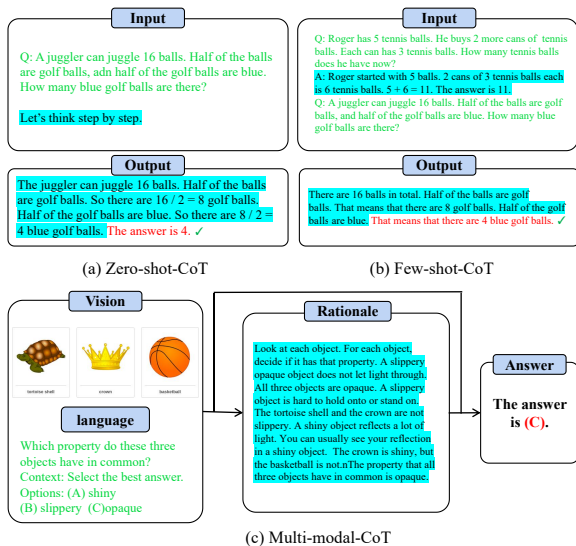 Input
Q: A juggler can juggle 16 balls. Half of the balls
are golf balls, adn half of the golf balls are blue.
How many blue golf balls are there?
Let's think step by step.
Output
The juggler can juggle 16 balls. Half of the balls
are golf balls. So there are 16 / 2 = 8 golf balls.
Half of the golf balls are blue. So there are 8 / 2 =
4 blue golf balls. The answer is 4. ✓
(a) Zero-shot-CoT
Input
Q: Roger has 5 tennis balls. He buys 2 more cans of tennis
balls. Each can has 3 tennis balls. How many tennis balls
does he have now?
A: Roger started with 5 balls. 2 cans of 3 tennis balls each
is 6 tennis balls. 5 + 6 = 11. The answer is 11.
Q: A juggler can juggle 16 balls. Half of the balls are golf
balls, and half of the golf balls are blue. How many blue
golf balls are there?
Output
There are 16 balls in total. Half of the balls are golf
balls. That means that there are 8 golf balls. Half of the golf
balls are blue. That means that there are 4 blue golf balls. ✓
(b) Few-shot-CoT
Vision
tortoise shell
crown
basketball
language
Which property do these three
objects have in common?
Context: Select the best answer.
Options: (A) shiny
(B) slippery (C)opaque
Rationale
Look at each object. For each object,
decide if it has that property. A slippery
opaque object does not let light through.
All three objects are opaque. A slippery
object is hard to hold onto or stand on.
The tortoise shell and the crown are not
slippery. A shiny object reflects a lot of
light. You can usually see your reflection
in a shiny object. The crown is shiny, but
the basketball is not.nThe property that all
three objects have in common is opaque.
Answer
The answer
is (C).
(c) Multi-modal-CoT